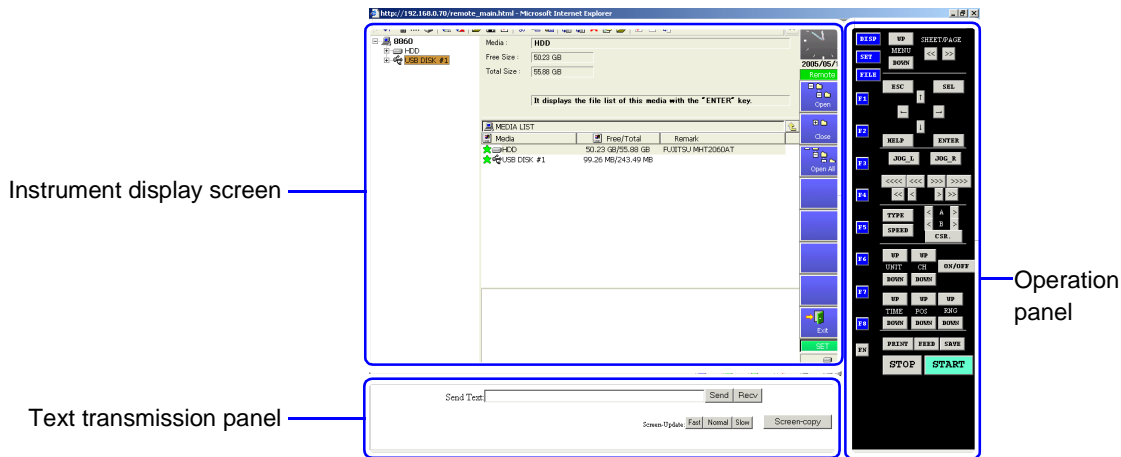 http://192.168.0.70/remote_main.html - Microsoft Internet Explorer
8860
HDD
USB DISK #1
Media :
HDD
Free Size :
50.23 GB
Total Size :
55.88 GB
It displays the file list of this media with the "ENTER" key.
MEDIA LIST
Media
Free/Total
Remark
HDD
50.23 GB/55.88 GB
FUJITSU MHT2060AT
USB DISK #1
99.26 MB/243.49 MB
2005/05/1
Remote
Open
Close
Open All
Exit
SET
DISP
UP
SHEET/PAGE
SET
MENU
<<
>>
DOWN
FILE
F1
ESC
SEL
↑
←
→
↓
F2
HELP
ENTER
F3
JOG_L
JOG_R
<<<<
<<<
>>>
>>>>
F4
<<
<
>
>>
TYPE
< A >
F5
SPEED
< B >
CSR.
F6
UP
UP
UNIT
CH
ON/OFF
DOWN
DOWN
F7
UP
UP
UP
TIME
POS
RNG
F8
DOWN
DOWN
DOWN
FN
PRINT
FEED
SAVE
STOP
START
Send Text:
Send
Recv
Screen-Update:
Fast
Normal
Slow
Screen-copy
Instrument display screen
Operation
panel
Text transmission panel